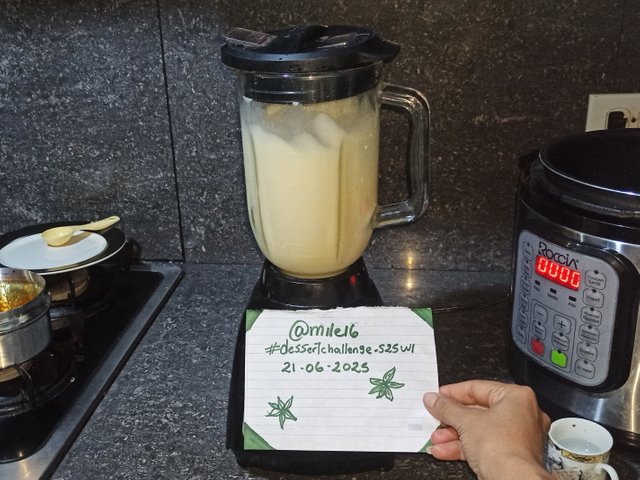 @mile16
#dessertchallenge-s25w1
21-06-2025
ROCCIA
0000